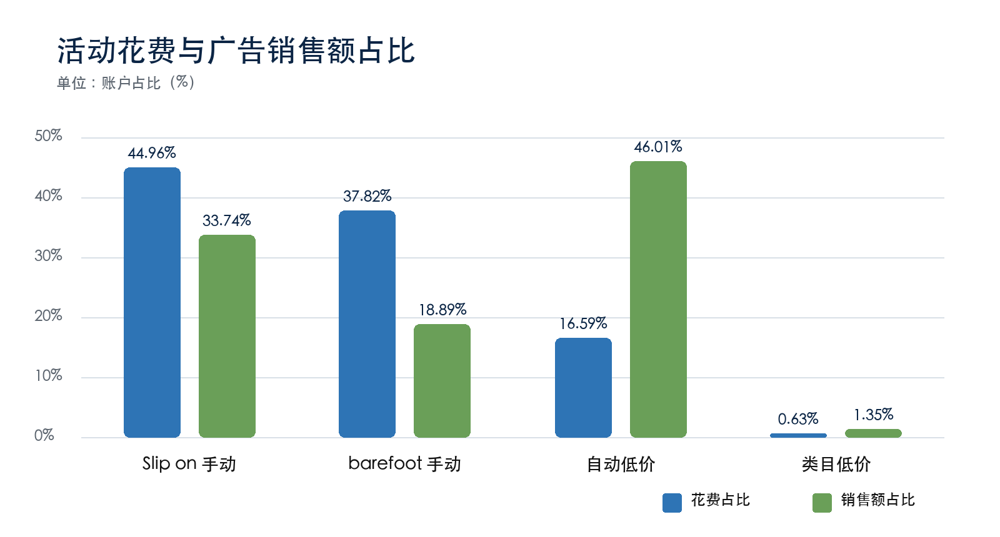 活动花费与广告销售额占比
单位：账户占比（%）
50%
44.96%
46.01%
40%
37.82%
33.74%
30%
20%
18.89%
16.59%
10%
0.63%
1.35%
0%
Slip on 手动
barefoot 手动
自动低价
类目低价
花费占比
销售额占比